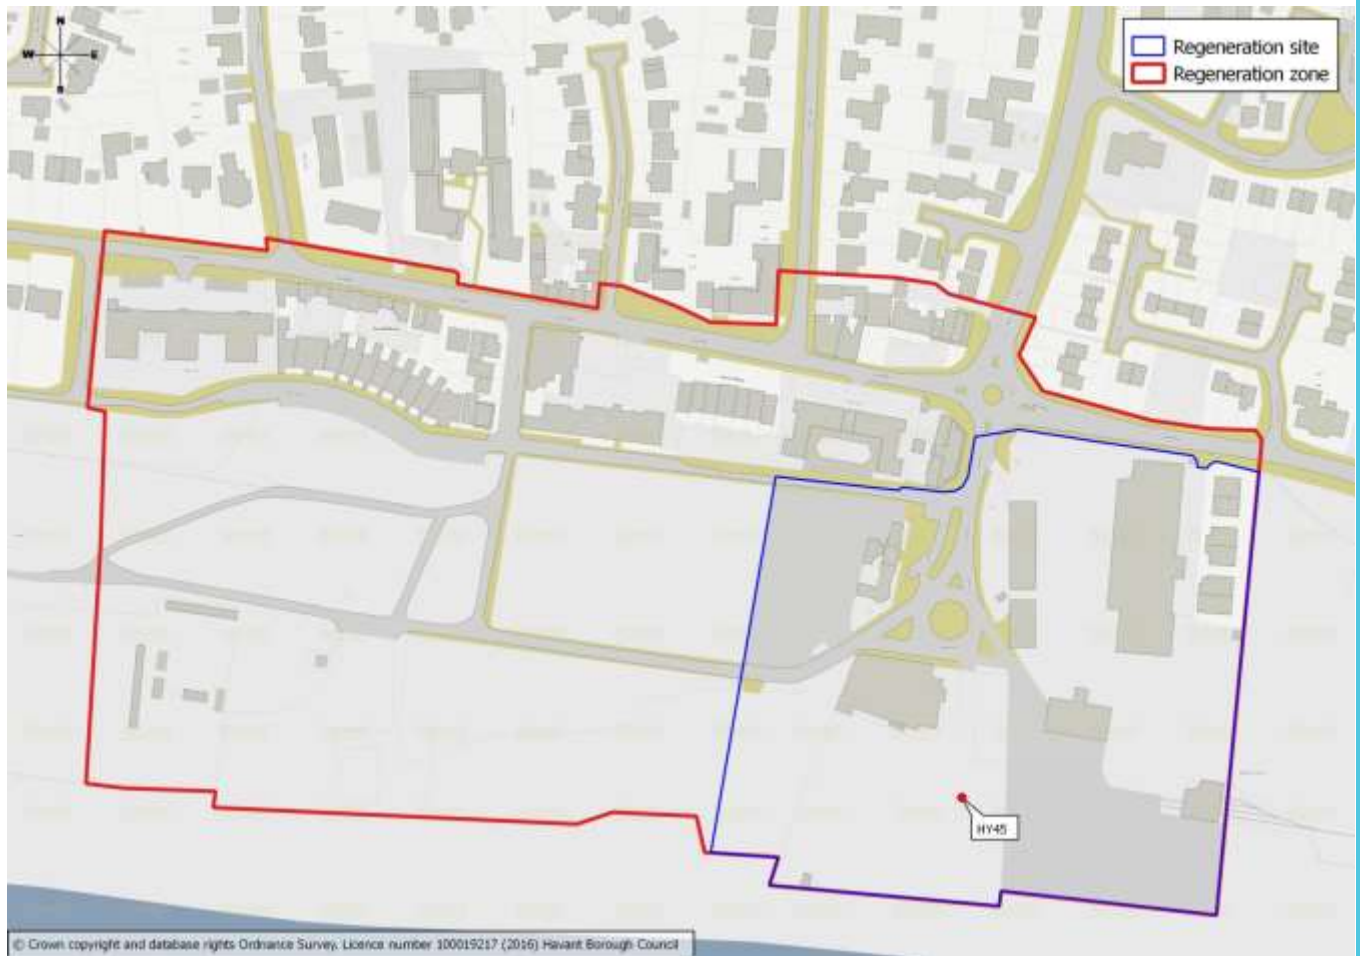 N
W E
S
Regeneration site
Regeneration zone
HY45
© Crown copyright and database rights Ordnance Survey. Licence number 100019217 (2016) Havant Borough Council